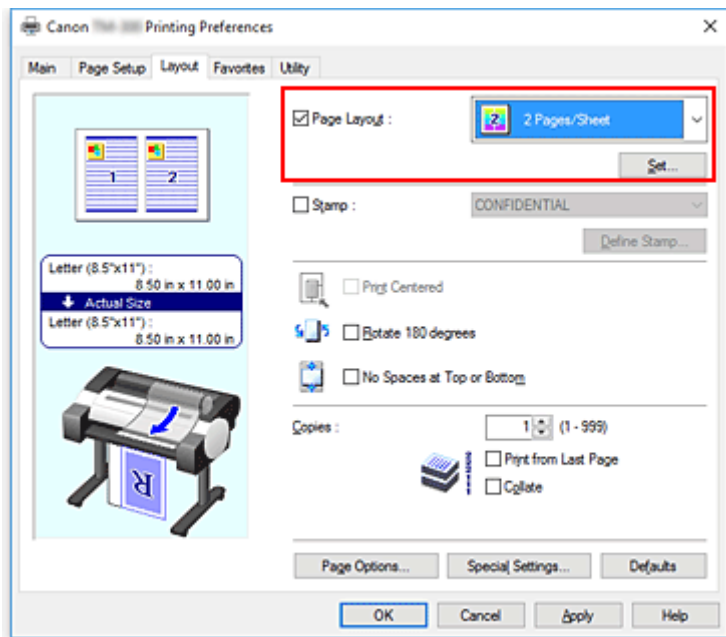 Canon Printing Preferences
Main Page Setup Layout Favorites Utility
1 2
Letter (8.5"x11") :
8.50 in x 11.00 in
Actual Size
Letter (8.5"x11") :
8.50 in x 11.00 in
R
Page Layout : 2 2 Pages/Sheet
Set...
Stamp : CONFIDENTIAL
Define Stamp...
Print Centered
Rotate 180 degrees
No Spaces at Top or Bottom
Copies : 1 (1 - 999)
Print from Last Page
Collate
Page Options... Special Settings... Defaults
OK Cancel Apply Help